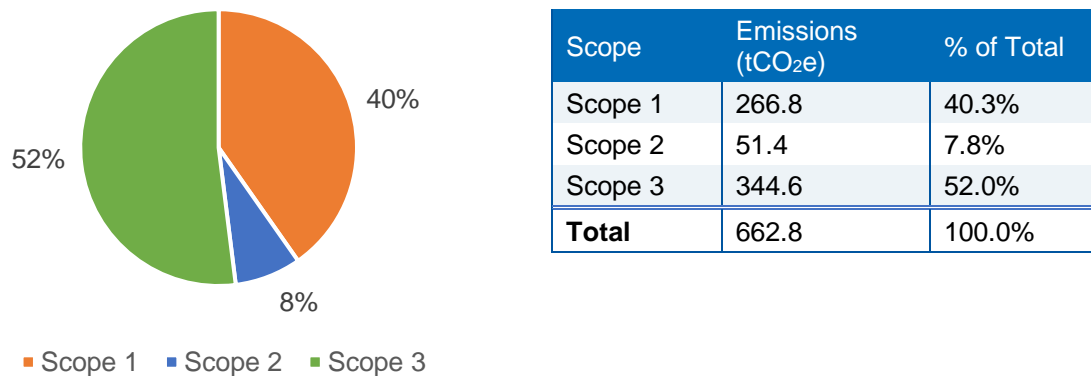 40%
52%
8%
Scope 1 Scope 2 Scope 3
Scope Emissions (tCO₂e) % of Total
Scope 1 266.8 40.3%
Scope 2 51.4 7.8%
Scope 3 344.6 52.0%
Total 662.8 100.0%